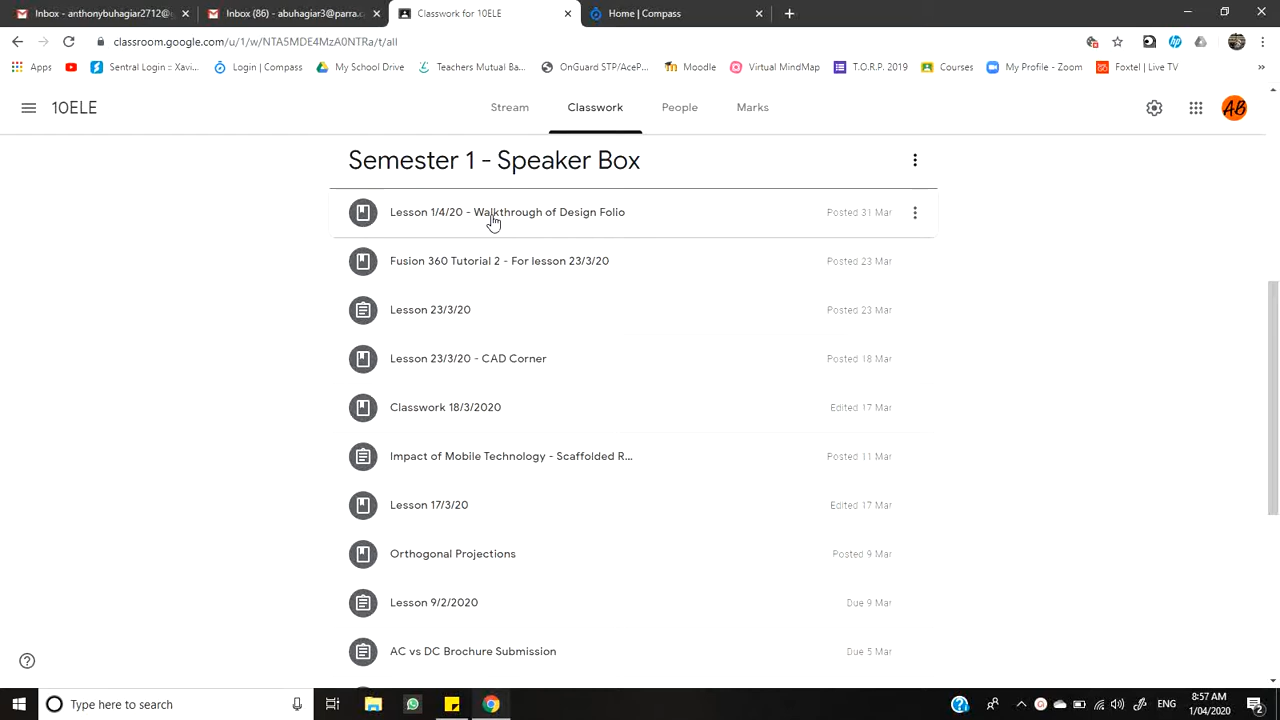 Inbox - anthonybuhagiar2712@g
Inbox (86) - abuhagiar3@parra.c
Classwork for 10ELE
Home | Compass
classroom.google.com/u/1/w/NTA5MDE4MzA0NTRa/t/all
Apps
Sentral Login :: Xavi...
Login | Compass
My School Drive
Teachers Mutual Ba...
OnGuard STP/AceP...
Moodle
Virtual MindMap
T.O.R.P. 2019
Courses
My Profile - Zoom
Foxtel | Live TV
»
10ELE
Stream
Classwork
People
Marks
AB
Semester 1 - Speaker Box
Lesson 1/4/20 - Walkthrough of Design Folio
Posted 31 Mar
Fusion 360 Tutorial 2 - For lesson 23/3/20
Posted 23 Mar
Lesson 23/3/20
Posted 23 Mar
Lesson 23/3/20 - CAD Corner
Posted 18 Mar
Classwork 18/3/2020
Edited 17 Mar
Impact of Mobile Technology - Scaffolded R...
Posted 11 Mar
Lesson 17/3/20
Edited 17 Mar
Orthogonal Projections
Posted 9 Mar
Lesson 9/2/2020
Due 9 Mar
AC vs DC Brochure Submission
Due 5 Mar
Type here to search
ENG
8:57 AM
1/04/2020
2